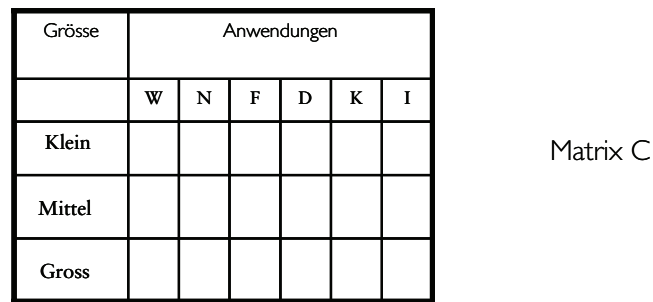 Grösse Anwendungen
W N F D K I
Klein
Matrix C
Mittel
Gross